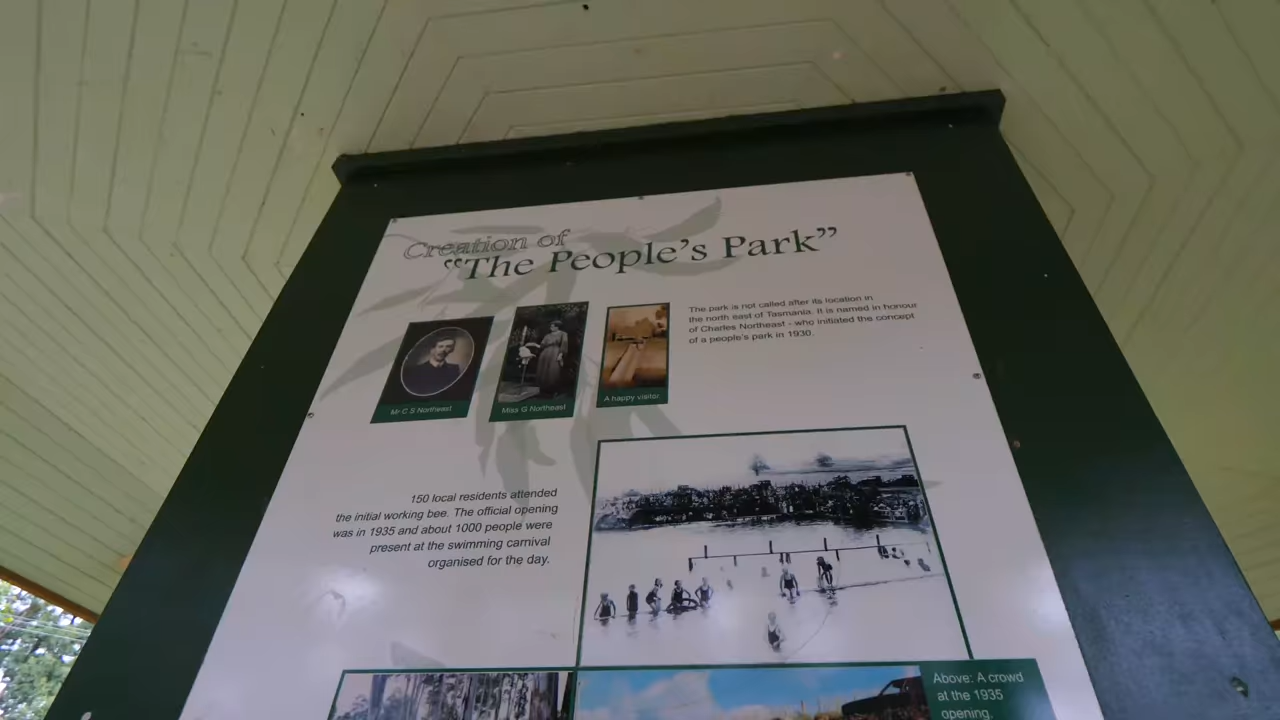 Creation of
“The People’s Park”
The park is not called after its location in
the north east of Tasmania. It is named in honour
of Charles Northeast - who initiated the concept
of a people's park in 1930.
Mr C S Northeast
Miss G Northeast
A happy visitor
150 local residents attended
the initial working bee. The official opening
was in 1935 and about 1000 people were
present at the swimming carnival
organised for the day.
Above: A crowd
at the 1935
opening.